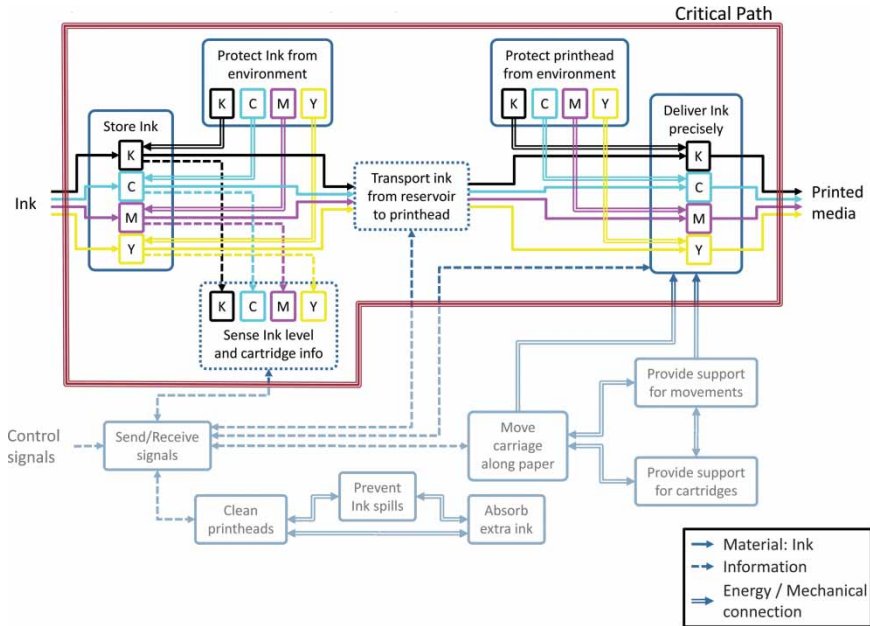 Critical Path
Protect Ink from
environment
K C M Y
Protect printhead
from environment
K C M Y
Store Ink
K
C
M
Y
Deliver Ink
precisely
K
C
M
Y
Transport ink
from reservoir
to printhead
Ink
Printed
media
K C M Y
Sense Ink level
and cartridge info
Control
signals
Send/Receive
signals
Move
carriage
along paper
Provide support
for movements
Provide support
for cartridges
Clean
printheads
Prevent
Ink spills
Absorb
extra ink
Material: Ink
Information
Energy / Mechanical
connection